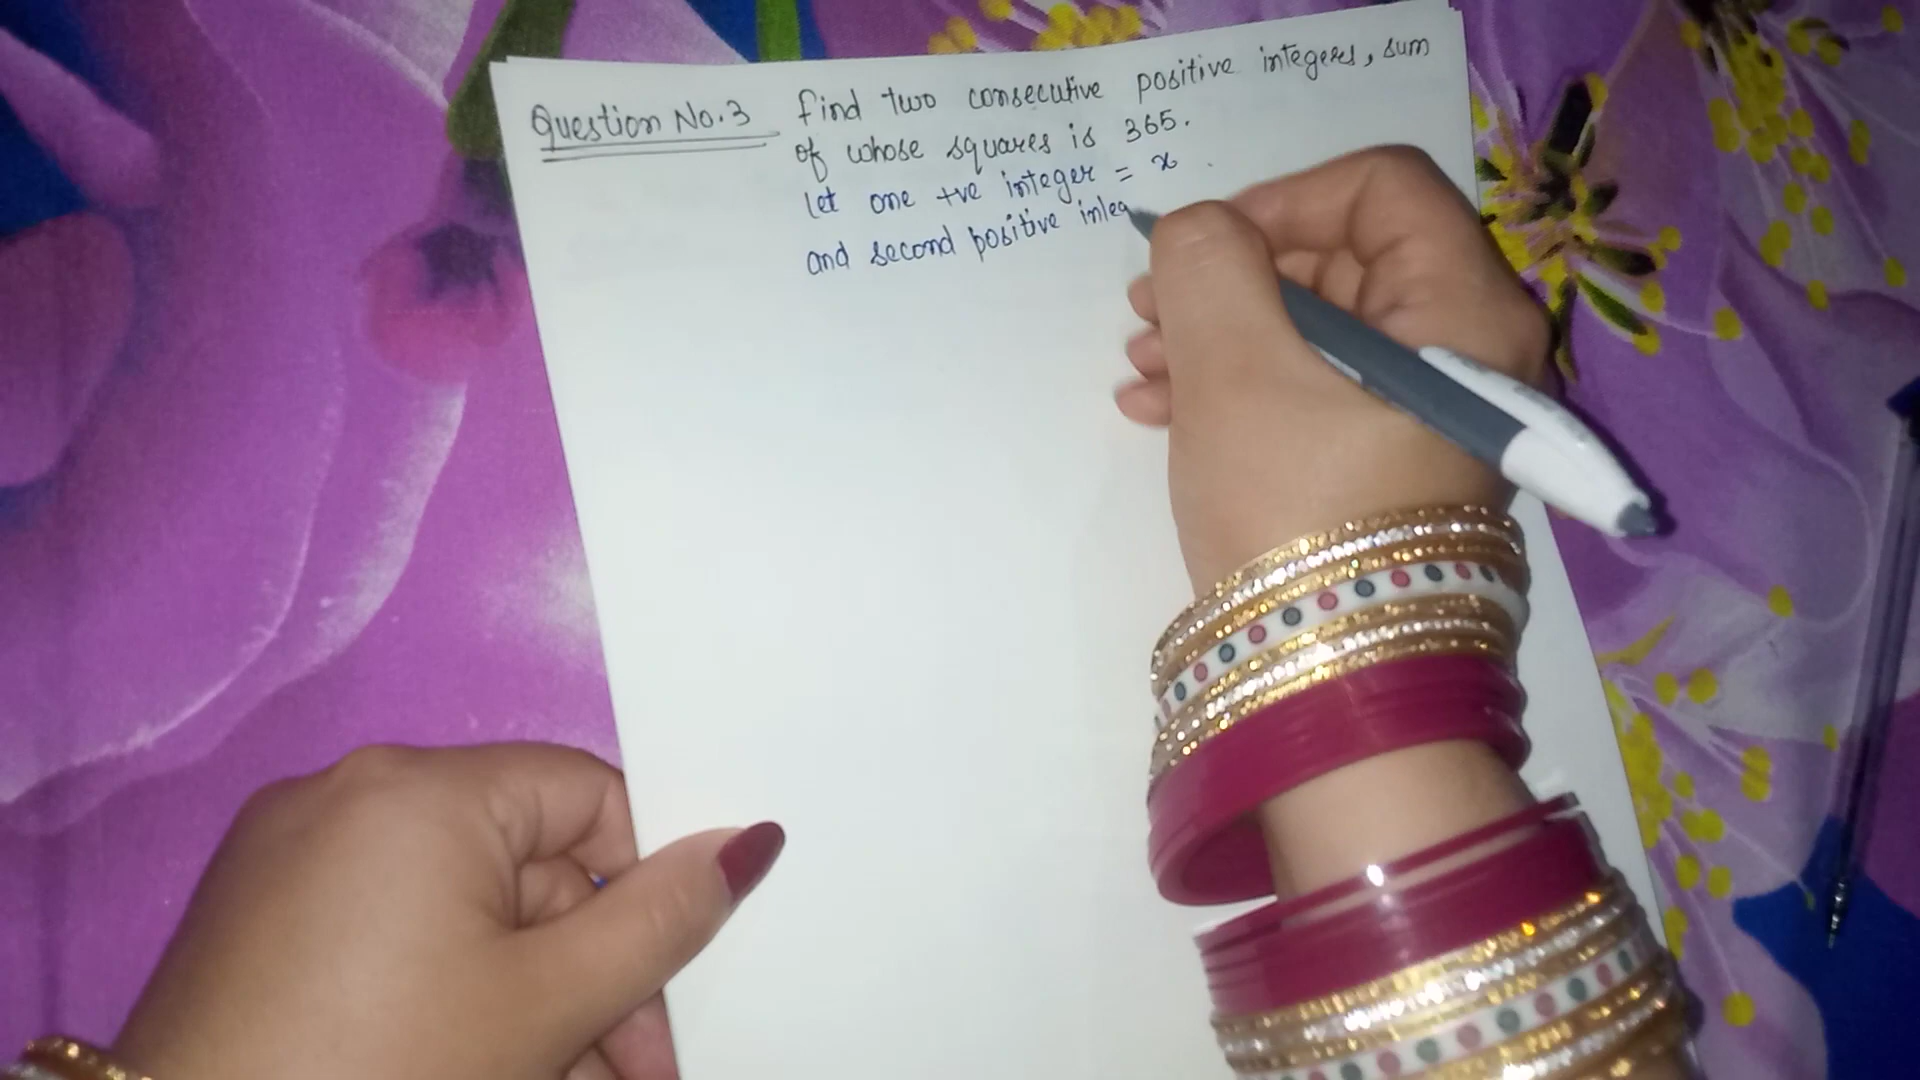 Question No.3 find two consecutive positive integers, sum
of whose squares is 365.
Let one +ve integer = x
and second positive integ